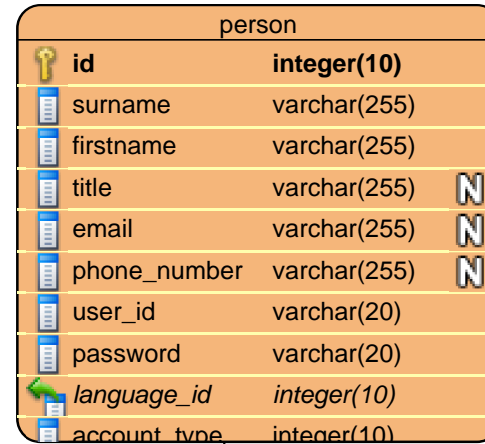 person
id integer(10)
surname varchar(255)
firstname varchar(255)
title varchar(255) N
email varchar(255) N
phone_number varchar(255) N
user_id varchar(20)
password varchar(20)
language_id integer(10)
account_type integer(10)